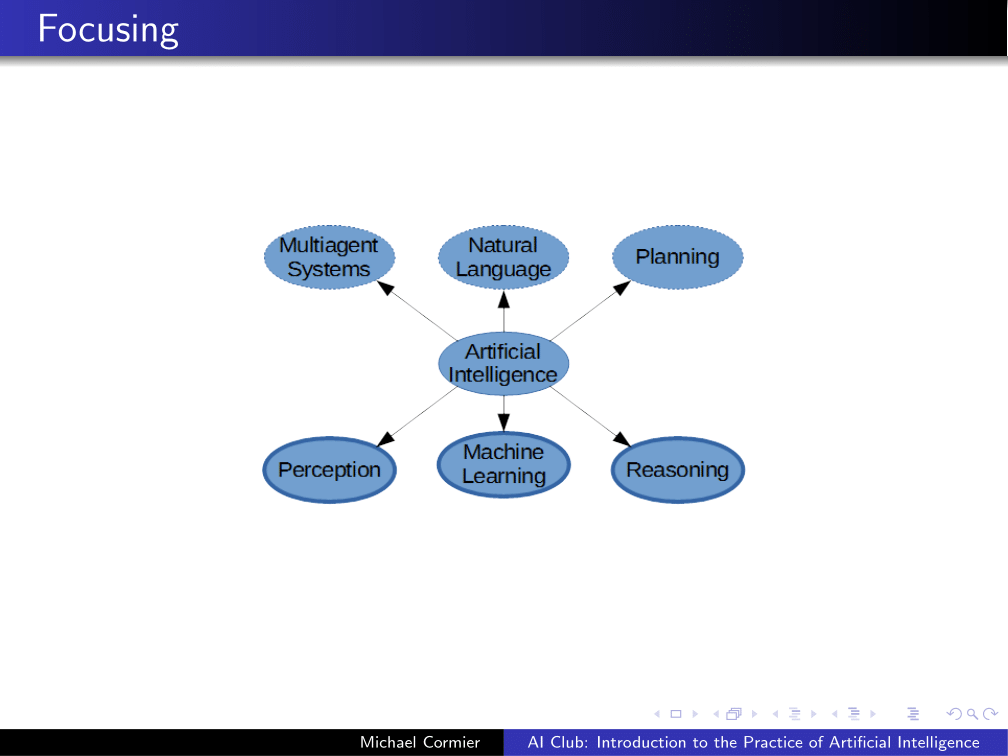 Focusing
Multiagent
Systems
Natural
Language
Planning
Artificial
Intelligence
Perception
Machine
Learning
Reasoning
Michael Cormier
AI Club: Introduction to the Practice of Artificial Intelligence